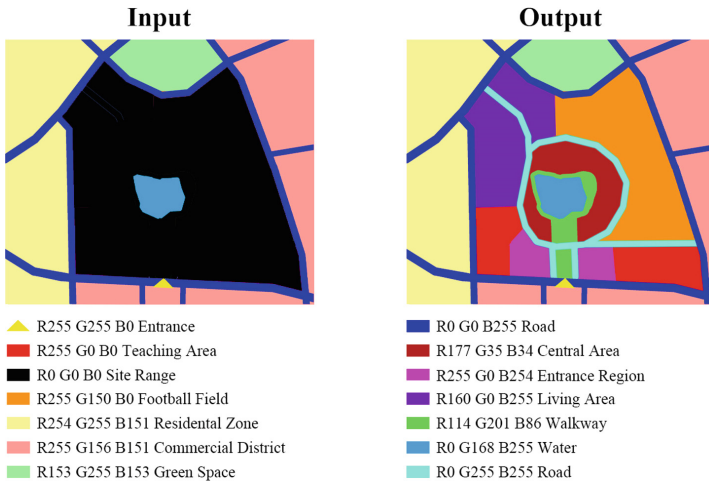 Input
Output
R255 G255 B0 Entrance
R255 G0 B0 Teaching Area
R0 G0 B0 Site Range
R255 G150 B0 Football Field
R254 G255 B151 Residental Zone
R255 G156 B151 Commercial District
R153 G255 B153 Green Space
R0 G0 B255 Road
R177 G35 B34 Central Area
R255 G0 B254 Entrance Region
R160 G0 B255 Living Area
R114 G201 B86 Walkway
R0 G168 B255 Water
R0 G255 B255 Road